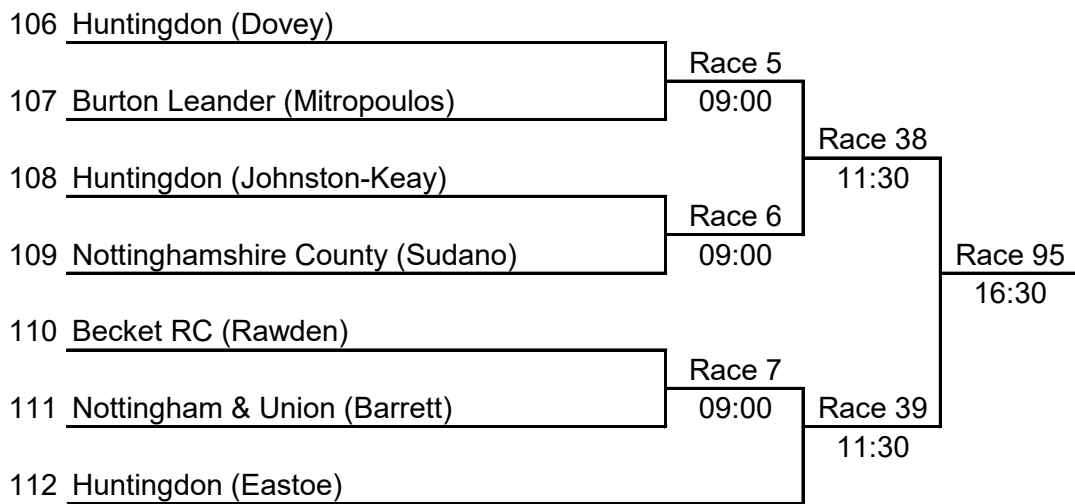 106 Huntingdon (Dovey)
Race 5
107 Burton Leander (Mitropoulos)
09:00
Race 38
108 Huntingdon (Johnston-Keay)
11:30
Race 6
109 Nottinghamshire County (Sudano)
09:00
Race 95
16:30
110 Becket RC (Rawden)
Race 7
111 Nottingham & Union (Barrett)
09:00
Race 39
11:30
112 Huntingdon (Eastoe)